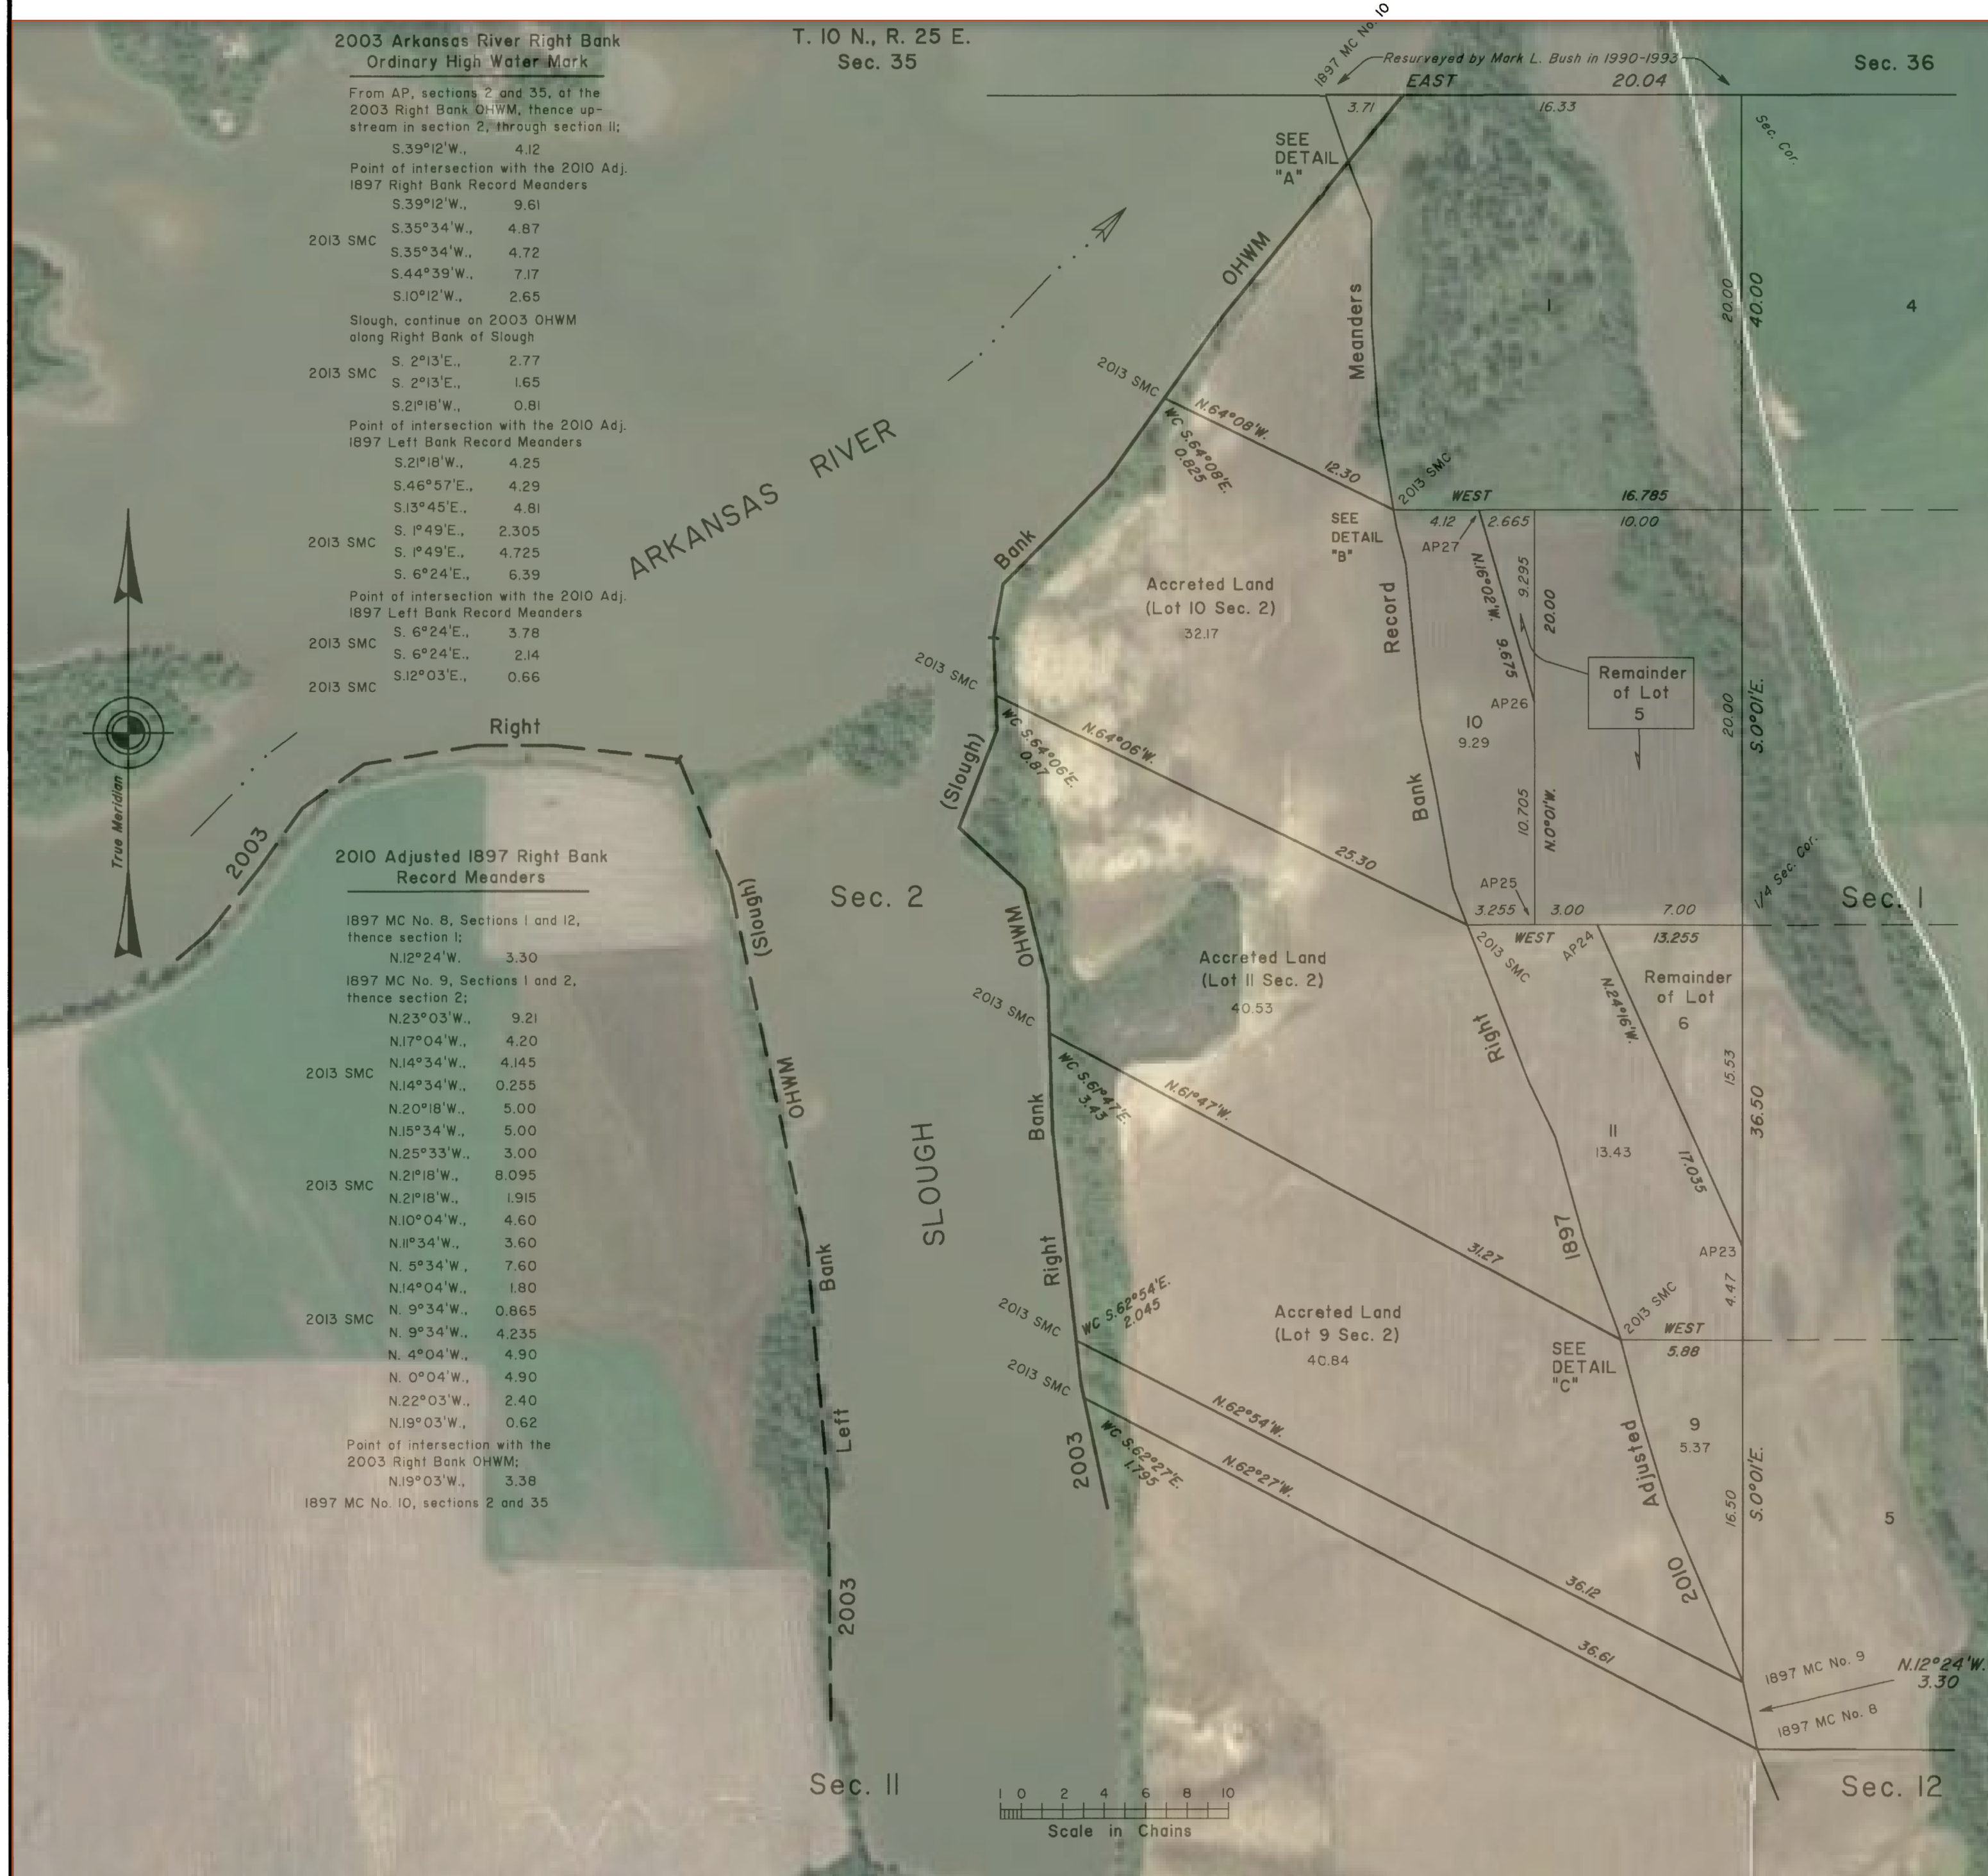 2003 Arkansas River Right Bank
Ordinary High Water Mark
From AP, sections 2 and 35, at the
2003 Right Bank OHWM, thence up-
stream in section 2, through section 11;
S.39°12'W., 4.12
Point of intersection with the 2010 Adj.
1897 Right Bank Record Meanders
S.39°12'W., 9.61
S.35°34'W., 4.87
2013 SMC
S.35°34'W., 4.72
S.44°39'W., 7.17
S.10°12'W., 2.65
Slough, continue on 2003 OHWM
along Right Bank of Slough
S. 2°13'E., 2.77
2013 SMC
S. 2°13'E., 1.65
S.21°18'W., 0.81
Point of intersection with the 2010 Adj.
1897 Left Bank Record Meanders
S.21°18'W., 4.25
S.46°57'E., 4.29
S.13°45'E., 4.81
S. 1°49'E., 2.305
2013 SMC
S. 1°49'E., 4.725
S. 6°24'E., 6.39
Point of intersection with the 2010 Adj.
1897 Left Bank Record Meanders
S. 6°24'E., 3.78
2013 SMC
S. 6°24'E., 2.14
2013 SMC
S.12°03'E., 0.66
True Meridian
2010 Adjusted 1897 Right Bank
Record Meanders
1897 MC No. 8, Sections 1 and 12,
thence section 1;
N.12°24'W. 3.30
1897 MC No. 9, Sections 1 and 2,
thence section 2;
N.23°03'W., 9.21
N.17°04'W., 4.20
N.14°34'W., 4.145
2013 SMC
N.14°34'W., 0.255
N.20°18'W., 5.00
N.15°34'W., 5.00
N.25°33'W., 3.00
N.21°18'W., 8.095
2013 SMC
N.21°18'W., 1.915
N.10°04'W., 4.60
N.11°34'W., 3.60
N. 5°34'W., 7.60
N.14°04'W., 1.80
N. 9°34'W., 0.865
2013 SMC
N. 9°34'W., 4.235
N. 4°04'W., 4.90
N. 0°04'W., 4.90
N.22°03'W., 2.40
N.19°03'W., 0.62
Point of intersection with the
2003 Right Bank OHWM;
N.19°03'W., 3.38
1897 MC No. 10, sections 2 and 35
T. 10 N., R. 25 E.
Sec. 35
1897 MC No. 10
Resurveyed by Mark L. Bush in 1990-1993
EAST 20.04
Sec. 36
3.71 16.33
Sec. Cor.
SEE
DETAIL
"A"
OHWM
Meanders
1
20.00
40.00
4
ARKANSAS RIVER
2013 SMC
N.64°08'W.
12.30
WC S.64°08'E.
0.825
2013 SMC
WEST 16.785
4.12 2.665 10.00
SEE
DETAIL
"B"
AP27
Bank
Accreted Land
(Lot 10 Sec. 2)
32.17
Record
N.16°02'W. 9.675
9.295
20.00
Remainder
of Lot
5
AP26
10
9.29
20.00
S.0°01'E.
2013 SMC
N.64°06'W.
25.30
WC S.64°06'E.
0.87
(Slough)
Bank
10.705
N.0°01'W.
1/4 Sec. Cor.
Right
2003
(Slough)
Sec. 2
AP25
3.255 3.00 7.00
Sec. 1
WEST 13.255
2013 SMC
AP24
OHWM
Accreted Land
(Lot 11 Sec. 2)
40.53
Remainder
of Lot
6
N.24°16'W.
17.035
Right
2013 SMC
N.61°47'W.
31.27
WC S.61°47'E.
3.43
15.53
36.50
OHWM
Bank
11
13.43
SLOUGH
Right
1897
AP23
4.47
Bank
2013 SMC
WC S.62°54'E.
2.045
Accreted Land
(Lot 9 Sec. 2)
40.84
2013 SMC
WEST
5.88
SEE
DETAIL
"C"
2013 SMC
N.62°54'W.
36.12
WC S.62°27'E.
1.795
N.62°27'W.
36.61
Left
2003
Adjusted
9
5.37
16.50
S.0°01'E.
5
2010
2003
1897 MC No. 9
N.12°24'W.
3.30
1897 MC No. 8
Sec. 11
1 0 2 4 6 8 10
Scale in Chains
Sec. 12